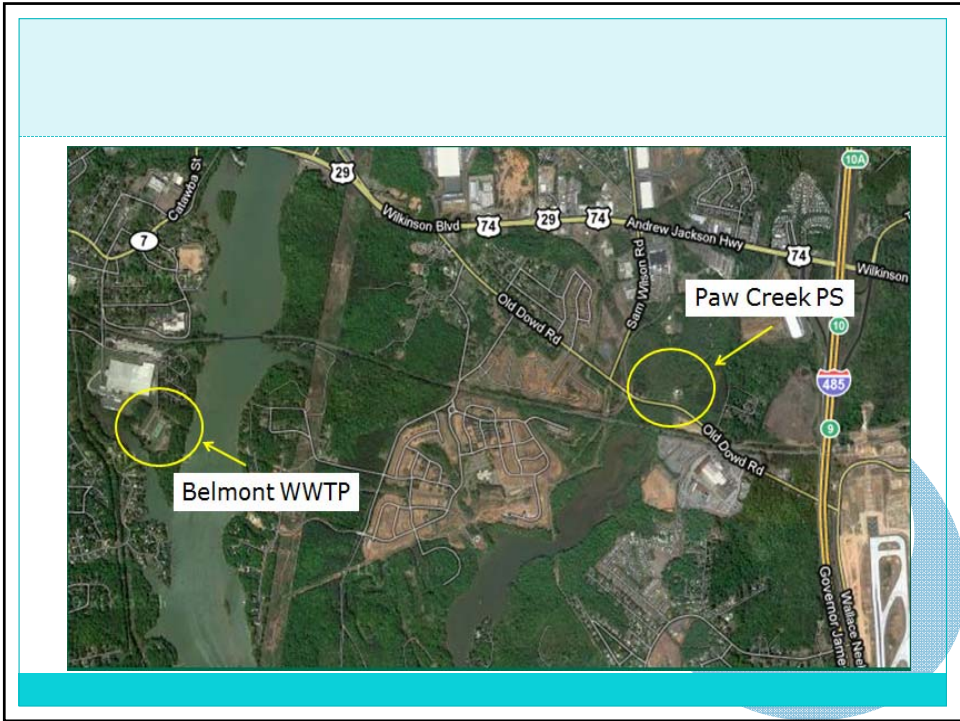 10A
Catawba St
29
7
Wilkinson Blvd
74
29
74
Andrew Jackson Hwy
74
Wilkinson
Sam Wilson Rd
Paw Creek PS
Old Dowd Rd
10
485
9
Old Dowd Rd
Belmont WWTP
Governor Jame
Wallace Neel